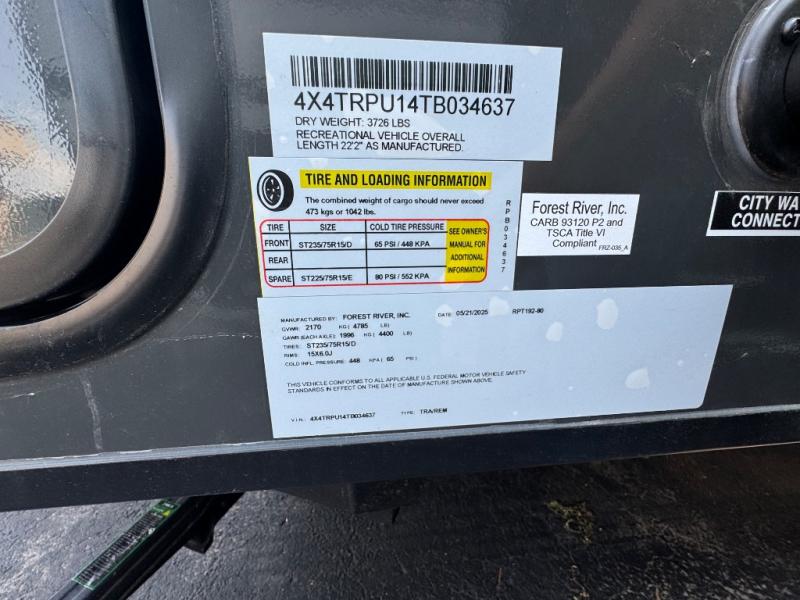 4X4TRPU14TB034637
DRY WEIGHT: 3726 LBS
RECREATIONAL VEHICLE OVERALL
LENGTH 22'2" AS MANUFACTURED.
TIRE AND LOADING INFORMATION
The combined weight of cargo should never exceed
473 kgs or 1042 lbs.
TIRE SIZE COLD TIRE PRESSURE
FRONT ST235/75R15/D 65 PSI / 448 KPA
REAR
SPARE ST225/75R15/E 80 PSI / 552 KPA
SEE OWNER'S
MANUAL FOR
ADDITIONAL
INFORMATION
RPB034637
Forest River, Inc.
CARB 93120 P2 and
TSCA Title VI
Compliant
FRZ-035_A
CITY WA
CONNECT
MANUFACTURED BY: FOREST RIVER, INC. DATE: 05/21/2025 RPT192-80
GVWR: 2170 KG ( 4785 LB)
GAWR (EACH AXLE): 1996 KG ( 4400 LB)
TIRES: ST235/75R15/D
RIMS: 15X6.0J
COLD INFL. PRESSURE: 448 KPA ( 65 PSI )
THIS VEHICLE CONFORMS TO ALL APPLICABLE U.S. FEDERAL MOTOR VEHICLE SAFETY
STANDARDS IN EFFECT ON THE DATE OF MANUFACTURE SHOWN ABOVE.
V.I.N.: 4X4TRPU14TB034637 TYPE: TRA/REM